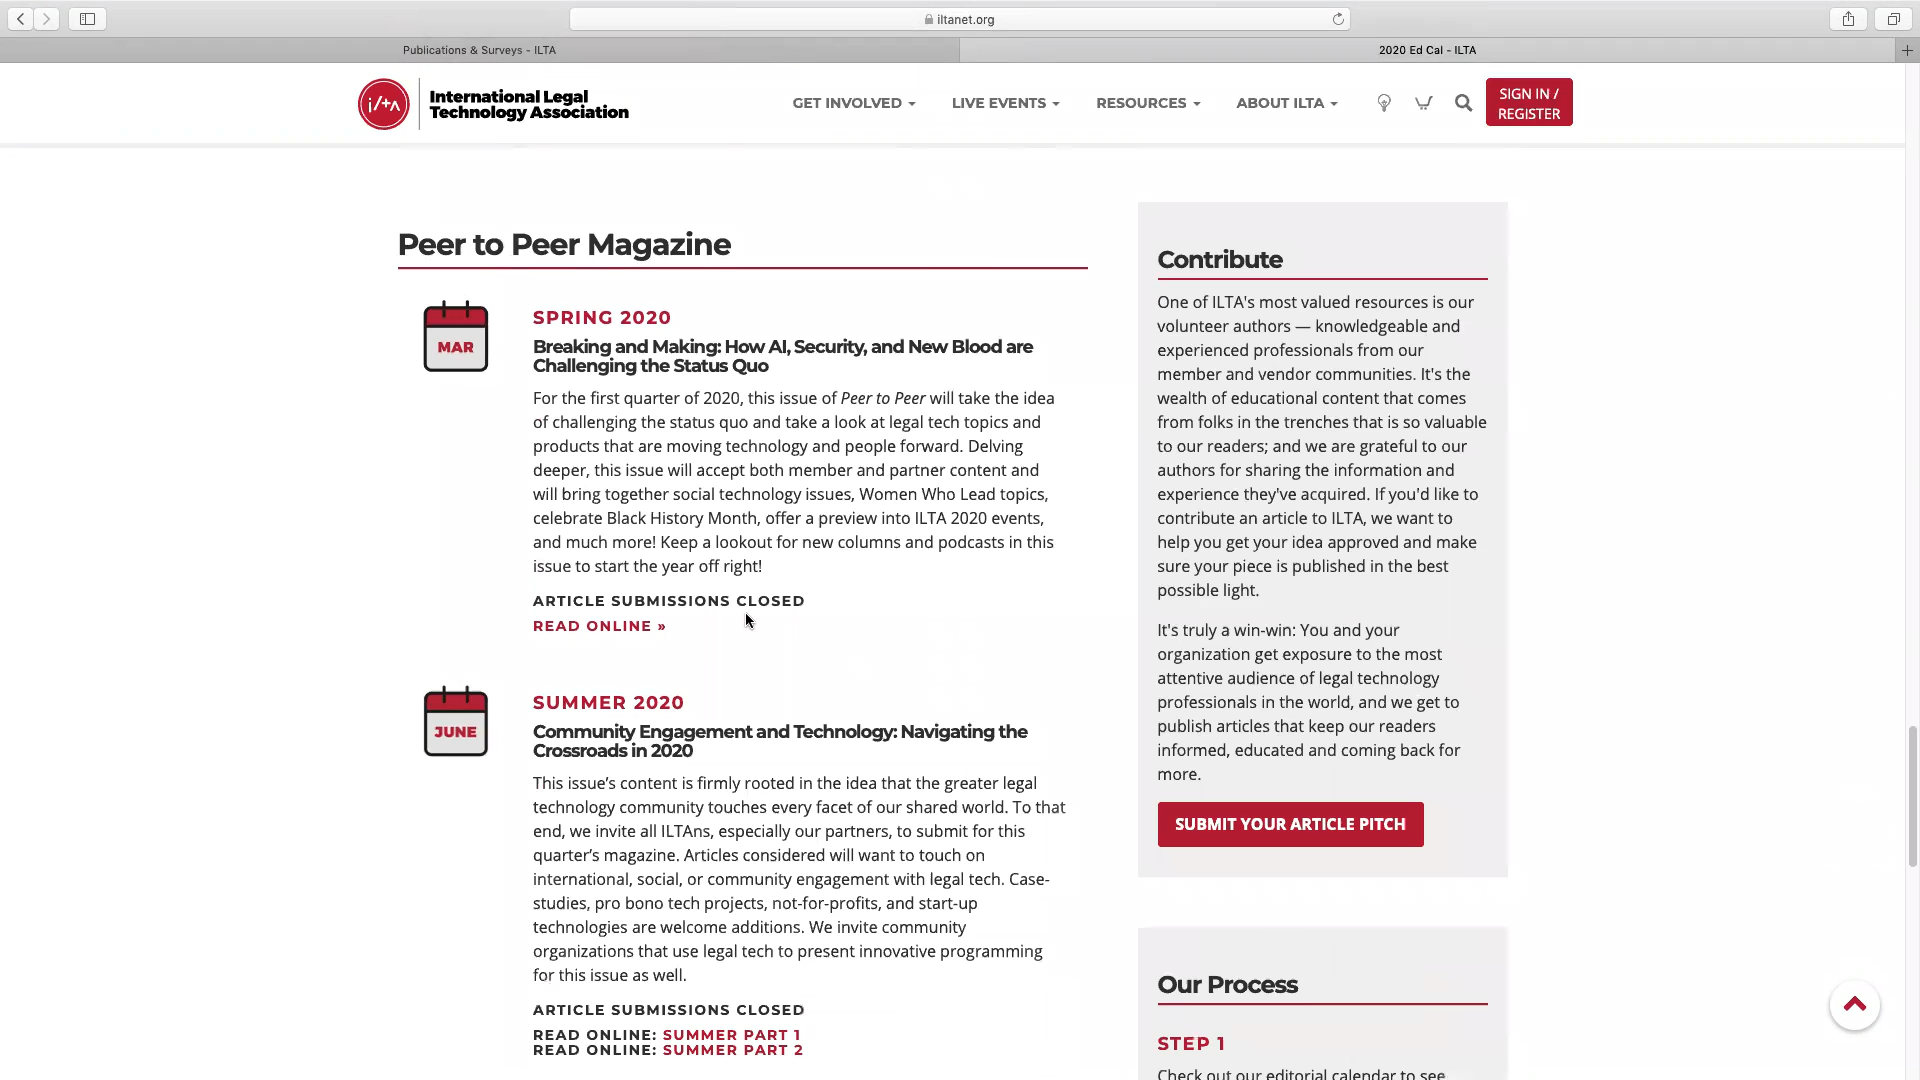 iltanet.org
Publications & Surveys - ILTA
2020 Ed Cal - ILTA
i/tA
International Legal
Technology Association
GET INVOLVED
LIVE EVENTS
RESOURCES
ABOUT ILTA
SIGN IN /
REGISTER
Peer to Peer Magazine
MAR
SPRING 2020
Breaking and Making: How AI, Security, and New Blood are
Challenging the Status Quo
For the first quarter of 2020, this issue of Peer to Peer will take the idea
of challenging the status quo and take a look at legal tech topics and
products that are moving technology and people forward. Delving
deeper, this issue will accept both member and partner content and
will bring together social technology issues, Women Who Lead topics,
celebrate Black History Month, offer a preview into ILTA 2020 events,
and much more! Keep a lookout for new columns and podcasts in this
issue to start the year off right!
ARTICLE SUBMISSIONS CLOSED
READ ONLINE »
JUNE
SUMMER 2020
Community Engagement and Technology: Navigating the
Crossroads in 2020
This issue’s content is firmly rooted in the idea that the greater legal
technology community touches every facet of our shared world. To that
end, we invite all ILTAns, especially our partners, to submit for this
quarter’s magazine. Articles considered will want to touch on
international, social, or community engagement with legal tech. Case-
studies, pro bono tech projects, not-for-profits, and start-up
technologies are welcome additions. We invite community
organizations that use legal tech to present innovative programming
for this issue as well.
ARTICLE SUBMISSIONS CLOSED
READ ONLINE: SUMMER PART 1
READ ONLINE: SUMMER PART 2
Contribute
One of ILTA's most valued resources is our
volunteer authors — knowledgeable and
experienced professionals from our
member and vendor communities. It's the
wealth of educational content that comes
from folks in the trenches that is so valuable
to our readers; and we are grateful to our
authors for sharing the information and
experience they've acquired. If you'd like to
contribute an article to ILTA, we want to
help you get your idea approved and make
sure your piece is published in the best
possible light.
It's truly a win-win: You and your
organization get exposure to the most
attentive audience of legal technology
professionals in the world, and we get to
publish articles that keep our readers
informed, educated and coming back for
more.
SUBMIT YOUR ARTICLE PITCH
Our Process
STEP 1
Check out our editorial calendar to see